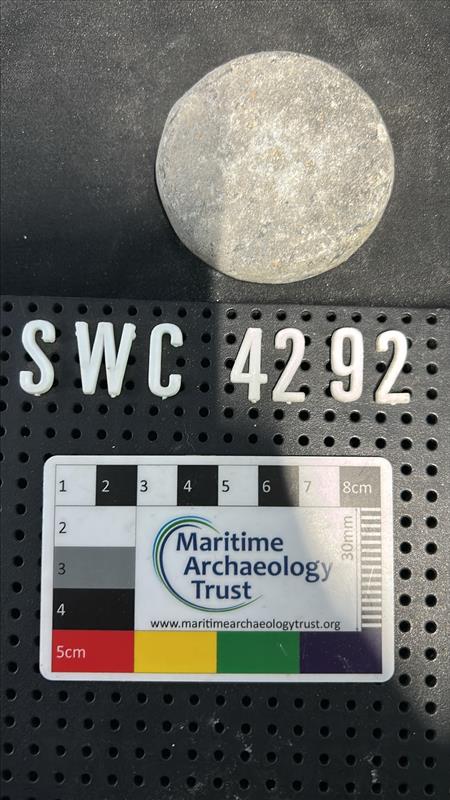 SWC 4292
1 2 3 4 5 6 7 8cm
2
3
4
5cm
30mm
Maritime
Archaeology
Trust
www.maritimearchaeologytrust.org